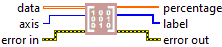 data
percentage
axis
label
error in
error out